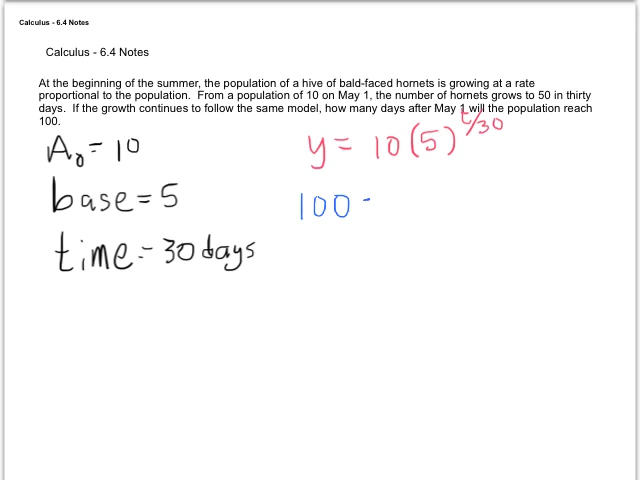 Calculus - 6.4 Notes
Calculus - 6.4 Notes
At the beginning of the summer, the population of a hive of bald-faced hornets is growing at a rate
proportional to the population. From a population of 10 on May 1, the number of hornets grows to 50 in thirty
days. If the growth continues to follow the same model, how many days after May 1 will the population reach
100.
A₀ = 10
y = 10(5)^(t/30)
base = 5
100 -
time = 30 days